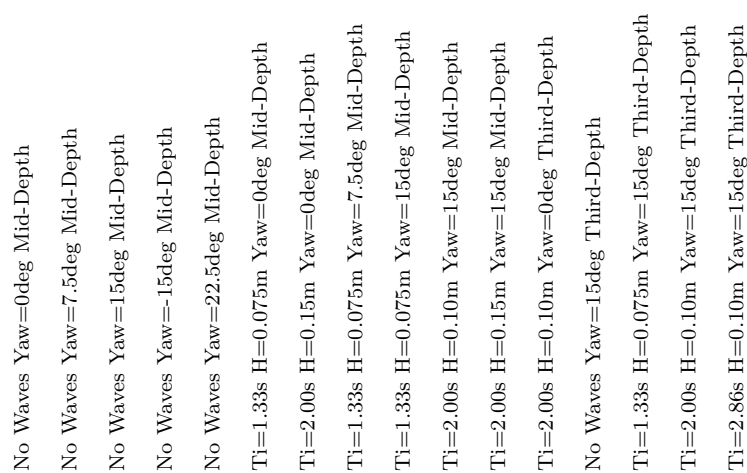 No Waves Yaw=0deg Mid-Depth
No Waves Yaw=7.5deg Mid-Depth
No Waves Yaw=15deg Mid-Depth
No Waves Yaw=-15deg Mid-Depth
No Waves Yaw=22.5deg Mid-Depth
Ti=1.33s H=0.075m Yaw=0deg Mid-Depth
Ti=2.00s H=0.15m Yaw=0deg Mid-Depth
Ti=1.33s H=0.075m Yaw=7.5deg Mid-Depth
Ti=1.33s H=0.075m Yaw=15deg Mid-Depth
Ti=2.00s H=0.10m Yaw=15deg Mid-Depth
Ti=2.00s H=0.15m Yaw=15deg Mid-Depth
Ti=2.00s H=0.10m Yaw=0deg Third-Depth
No Waves Yaw=15deg Third-Depth
Ti=1.33s H=0.075m Yaw=15deg Third-Depth
Ti=2.00s H=0.10m Yaw=15deg Third-Depth
Ti=2.86s H=0.10m Yaw=15deg Third-Depth